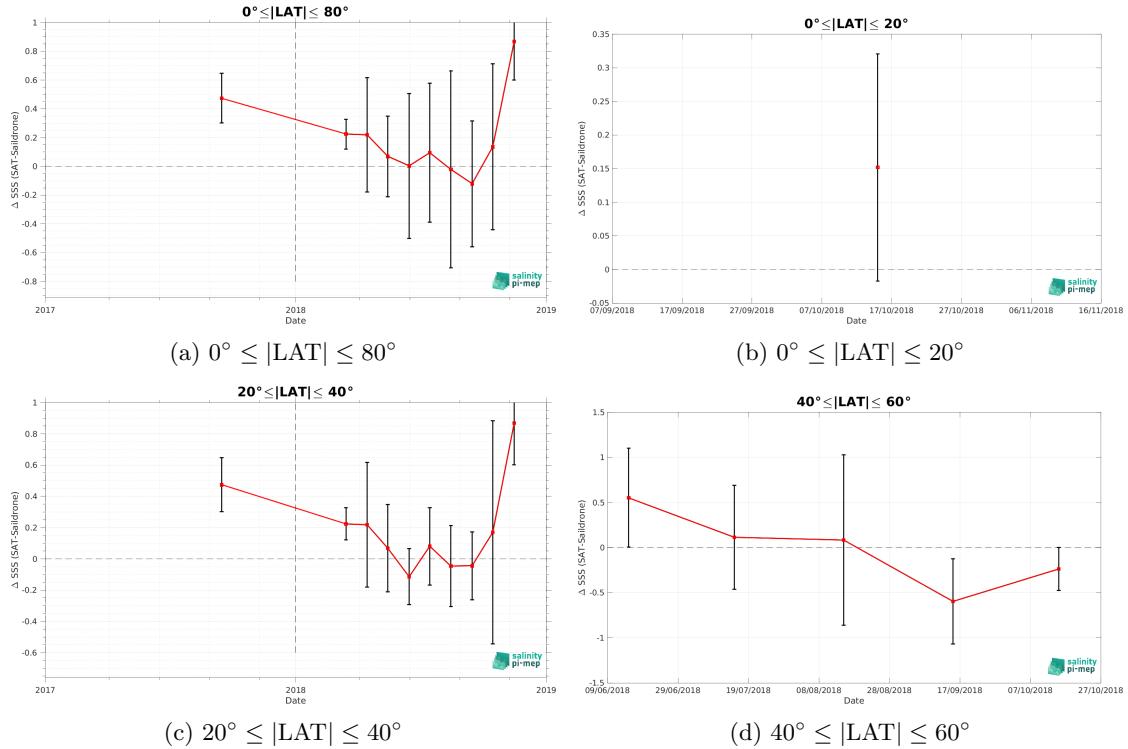 0°≤|LAT|≤ 80°
1
0.8
0.6
0.4
0.2
0
-0.2
-0.4
-0.6
-0.8
Δ SSS (SAT-Saildrone)
2017
2018
2019
Date
salinity
pi-mep
(a) 0° ≤ |LAT| ≤ 80°
0°≤|LAT|≤ 20°
0.35
0.3
0.25
0.2
0.15
0.1
0.05
0
-0.05
Δ SSS (SAT-Saildrone)
07/09/2018
17/09/2018
27/09/2018
07/10/2018
17/10/2018
27/10/2018
06/11/2018
16/11/2018
Date
salinity
pi-mep
(b) 0° ≤ |LAT| ≤ 20°
20°≤|LAT|≤ 40°
1
0.8
0.6
0.4
0.2
0
-0.2
-0.4
-0.6
Δ SSS (SAT-Saildrone)
2017
2018
2019
Date
salinity
pi-mep
(c) 20° ≤ |LAT| ≤ 40°
40°≤|LAT|≤ 60°
1.5
1
0.5
0
-0.5
-1
-1.5
Δ SSS (SAT-Saildrone)
09/06/2018
29/06/2018
19/07/2018
08/08/2018
28/08/2018
17/09/2018
07/10/2018
27/10/2018
Date
salinity
pi-mep
(d) 40° ≤ |LAT| ≤ 60°